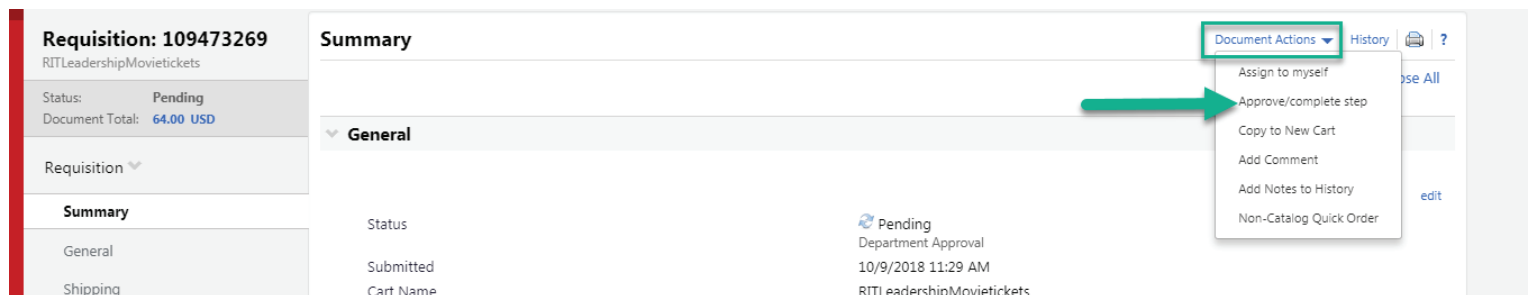 Requisition: 109473269
RITLeadershipMovietickets
Status: Pending
Document Total: 64.00 USD
Requisition
Summary
General
Shipping
Summary
Document Actions History ?
Assign to myself
Approve/complete step
Copy to New Cart
Add Comment
Add Notes to History
Non-Catalog Quick Order
All
General
edit
Status Pending
Department Approval
Submitted 10/9/2018 11:29 AM
Cart Name RITLeadershipMovietickets